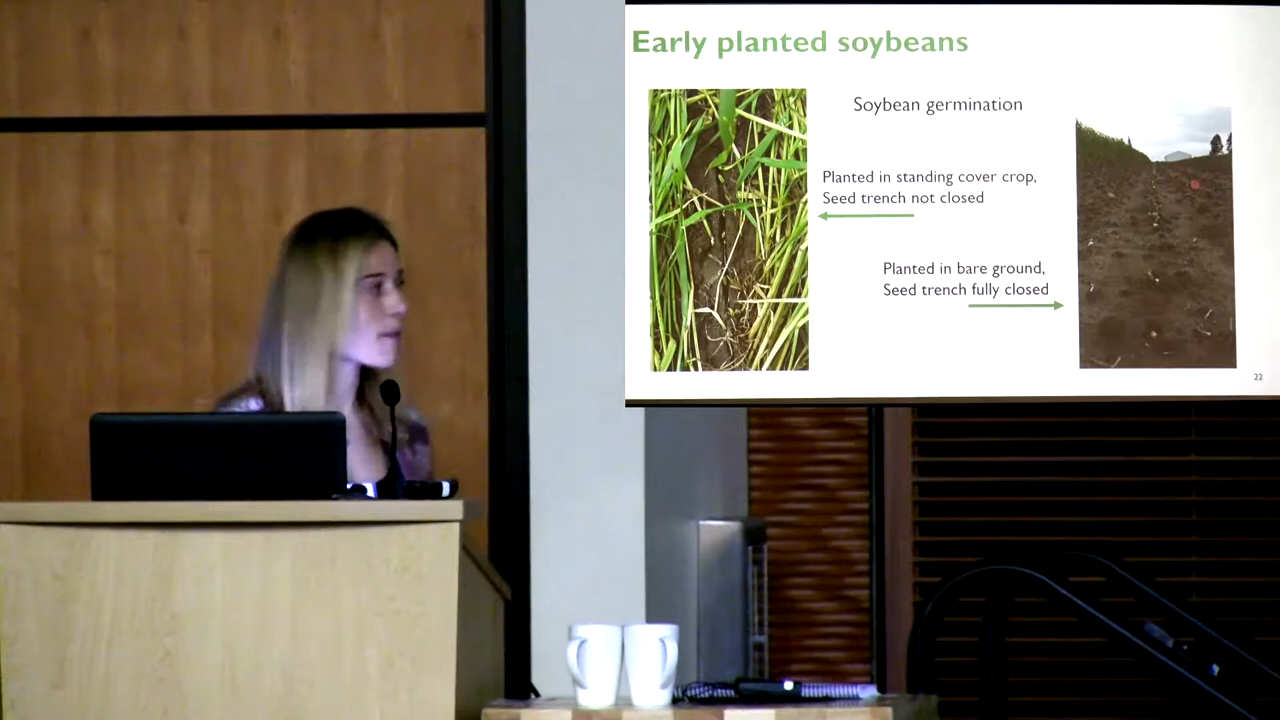 Early planted soybeans
Soybean germination
Planted in standing cover crop,
Seed trench not closed
Planted in bare ground,
Seed trench fully closed
22